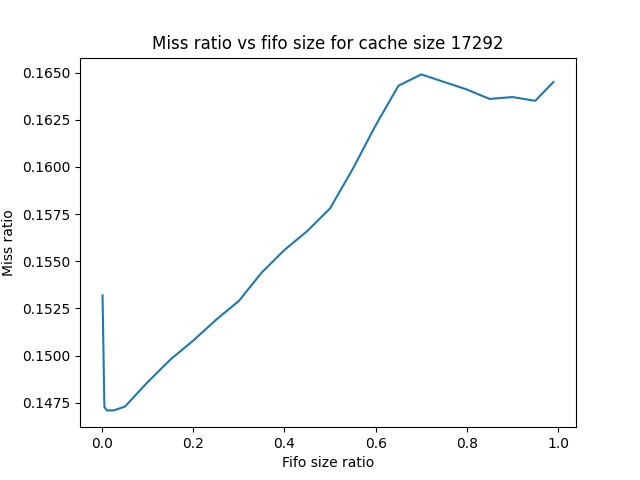 Miss ratio vs fifo size for cache size 17292
0.1650
0.1625
0.1600
0.1575
0.1550
0.1525
0.1500
0.1475
Miss ratio
0.0 0.2 0.4 0.6 0.8 1.0
Fifo size ratio